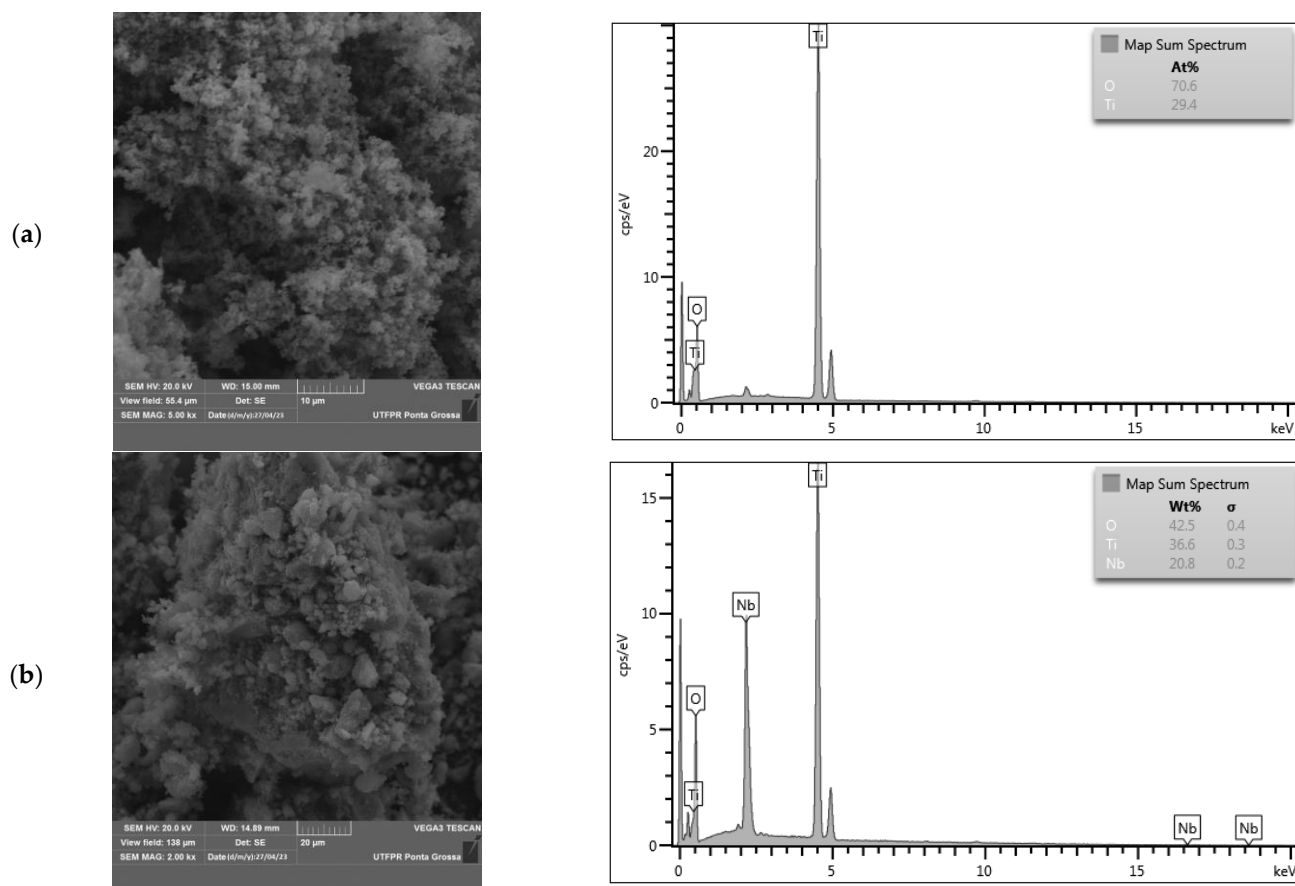 (a)
SEM HV: 20.0 kV WD: 15.00 mm VEGA3 TESCAN
View field: 55.4 µm Det: SE 10 µm
SEM MAG: 5.00 kx Date(d/m/y):27/04/23 UTFPR Ponta Grossa
Ti
Map Sum Spectrum
At%
O 70.6
Ti 29.4
20
cps/eV
10
O
Ti
0
0 5 10 15 keV
(b)
SEM HV: 20.0 kV WD: 14.89 mm VEGA3 TESCAN
View field: 138 µm Det: SE 20 µm
SEM MAG: 2.00 kx Date(d/m/y):27/04/23 UTFPR Ponta Grossa
Ti
Map Sum Spectrum
Wt% σ
O 42.5 0.4
Ti 36.6 0.3
Nb 20.8 0.2
15
Nb
10
cps/eV
O
5
Ti
Nb Nb
0
0 5 10 15 keV